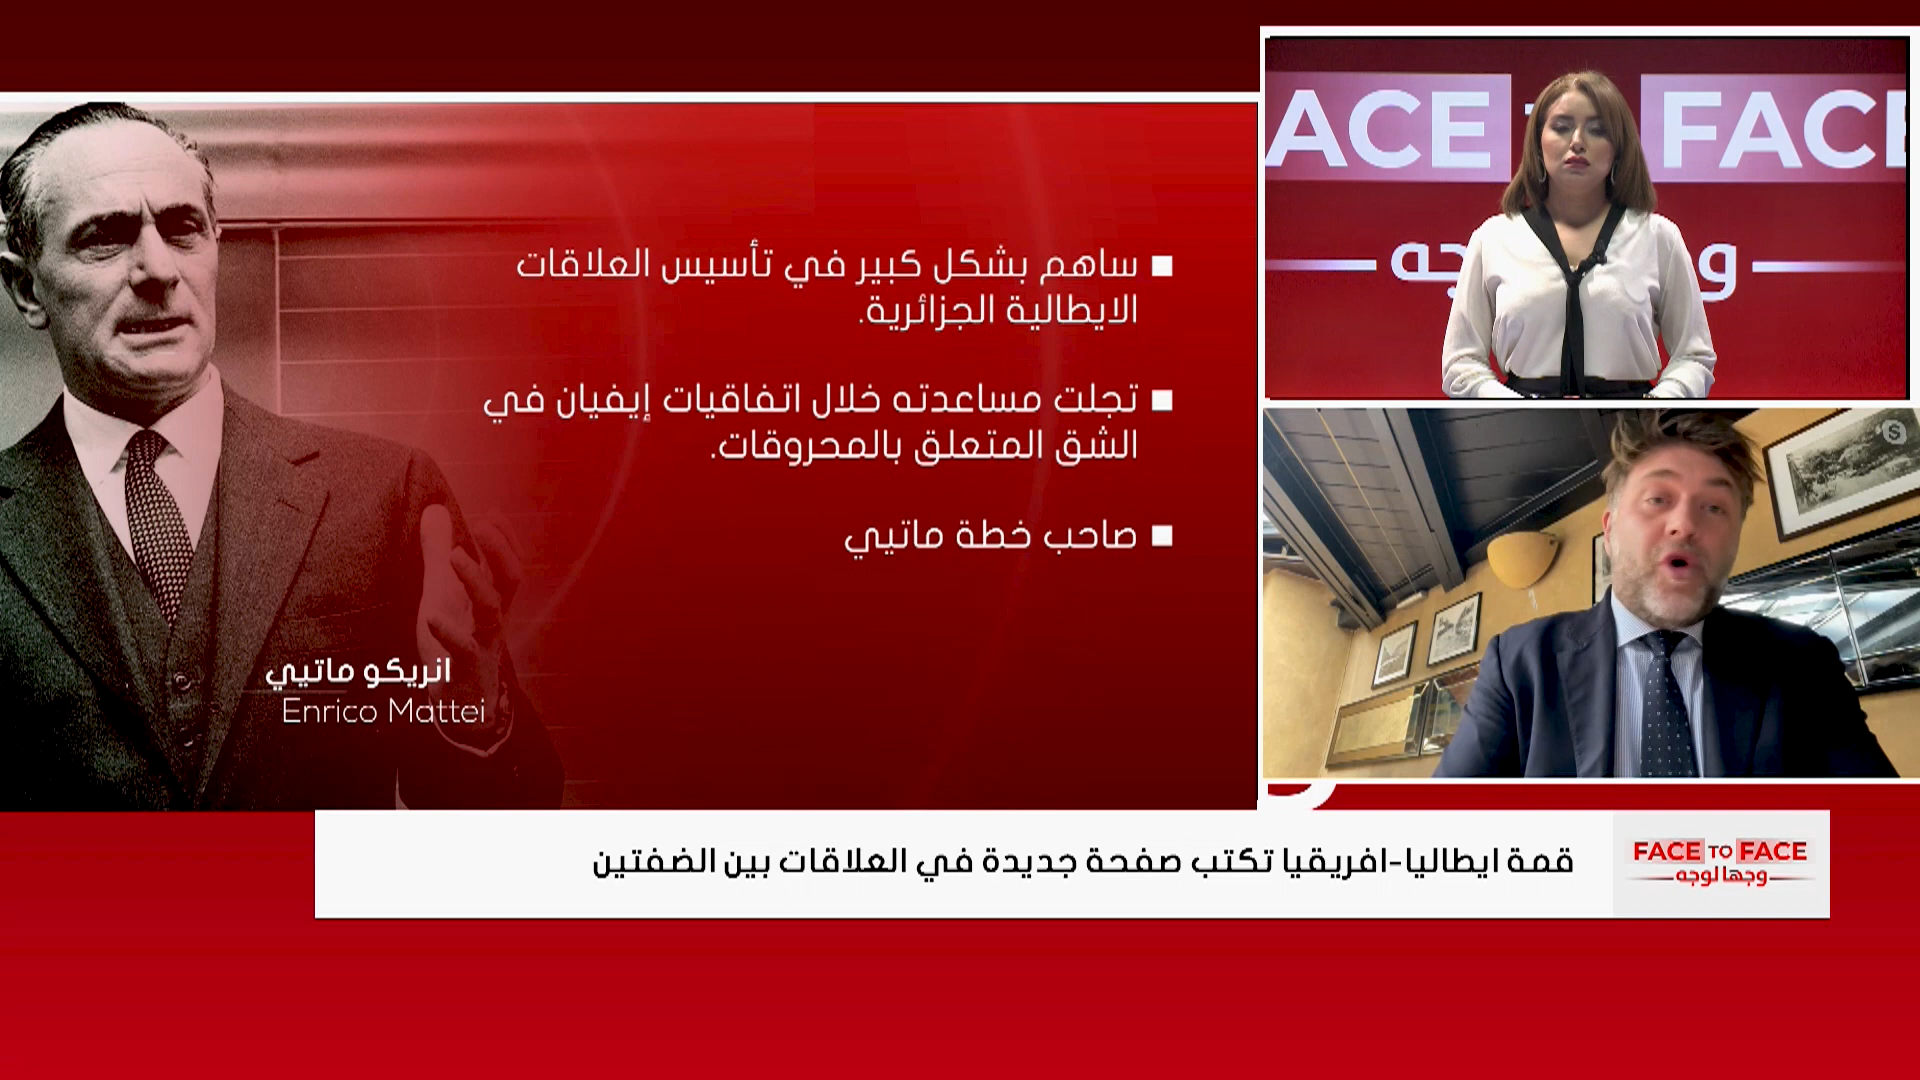 ساهم بشكل كبير في تأسيس العلاقات
الايطالية الجزائرية.
تجلت مساعدته خلال اتفاقيات إيفيان في
الشق المتعلق بالمحروقات.
صاحب خطة ماتيي
انريكو ماتيي
Enrico Mattei
ACE FACE
قمة ايطاليا-افريقيا تكتب صفحة جديدة في العلاقات بين الضفتين
FACE TO FACE
وجها لوجه